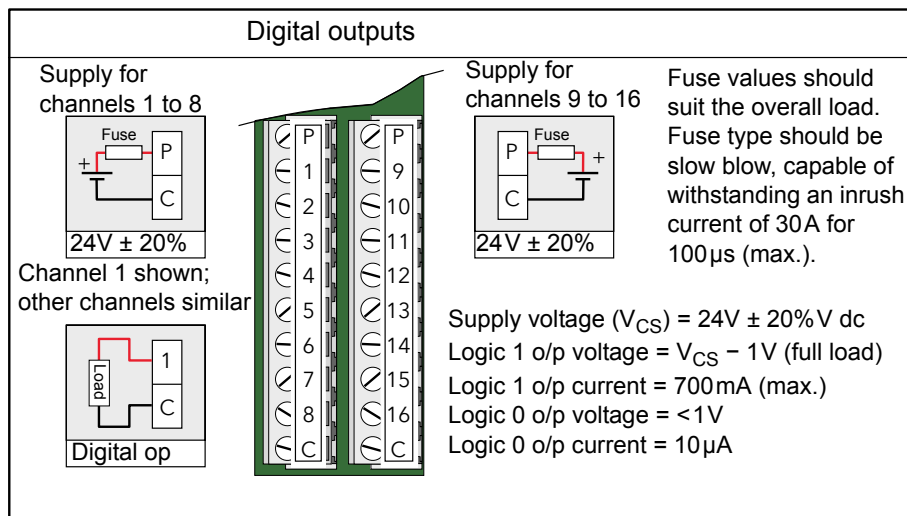 Digital outputs
Supply for
channels 1 to 8
Fuse
+
P
C
24V ± 20%
Channel 1 shown;
other channels similar
Load
1
C
Digital op
P
1
2
3
4
5
6
7
8
C
P
9
10
11
12
13
14
15
16
C
Supply for
channels 9 to 16
P
Fuse
+
C
24V ± 20%
Fuse values should
suit the overall load.
Fuse type should be
slow blow, capable of
withstanding an inrush
current of 30A for
100µs (max.).
Supply voltage (VCS) = 24V ± 20%V dc
Logic 1 o/p voltage = VCS − 1V (full load)
Logic 1 o/p current = 700mA (max.)
Logic 0 o/p voltage = <1V
Logic 0 o/p current = 10µA